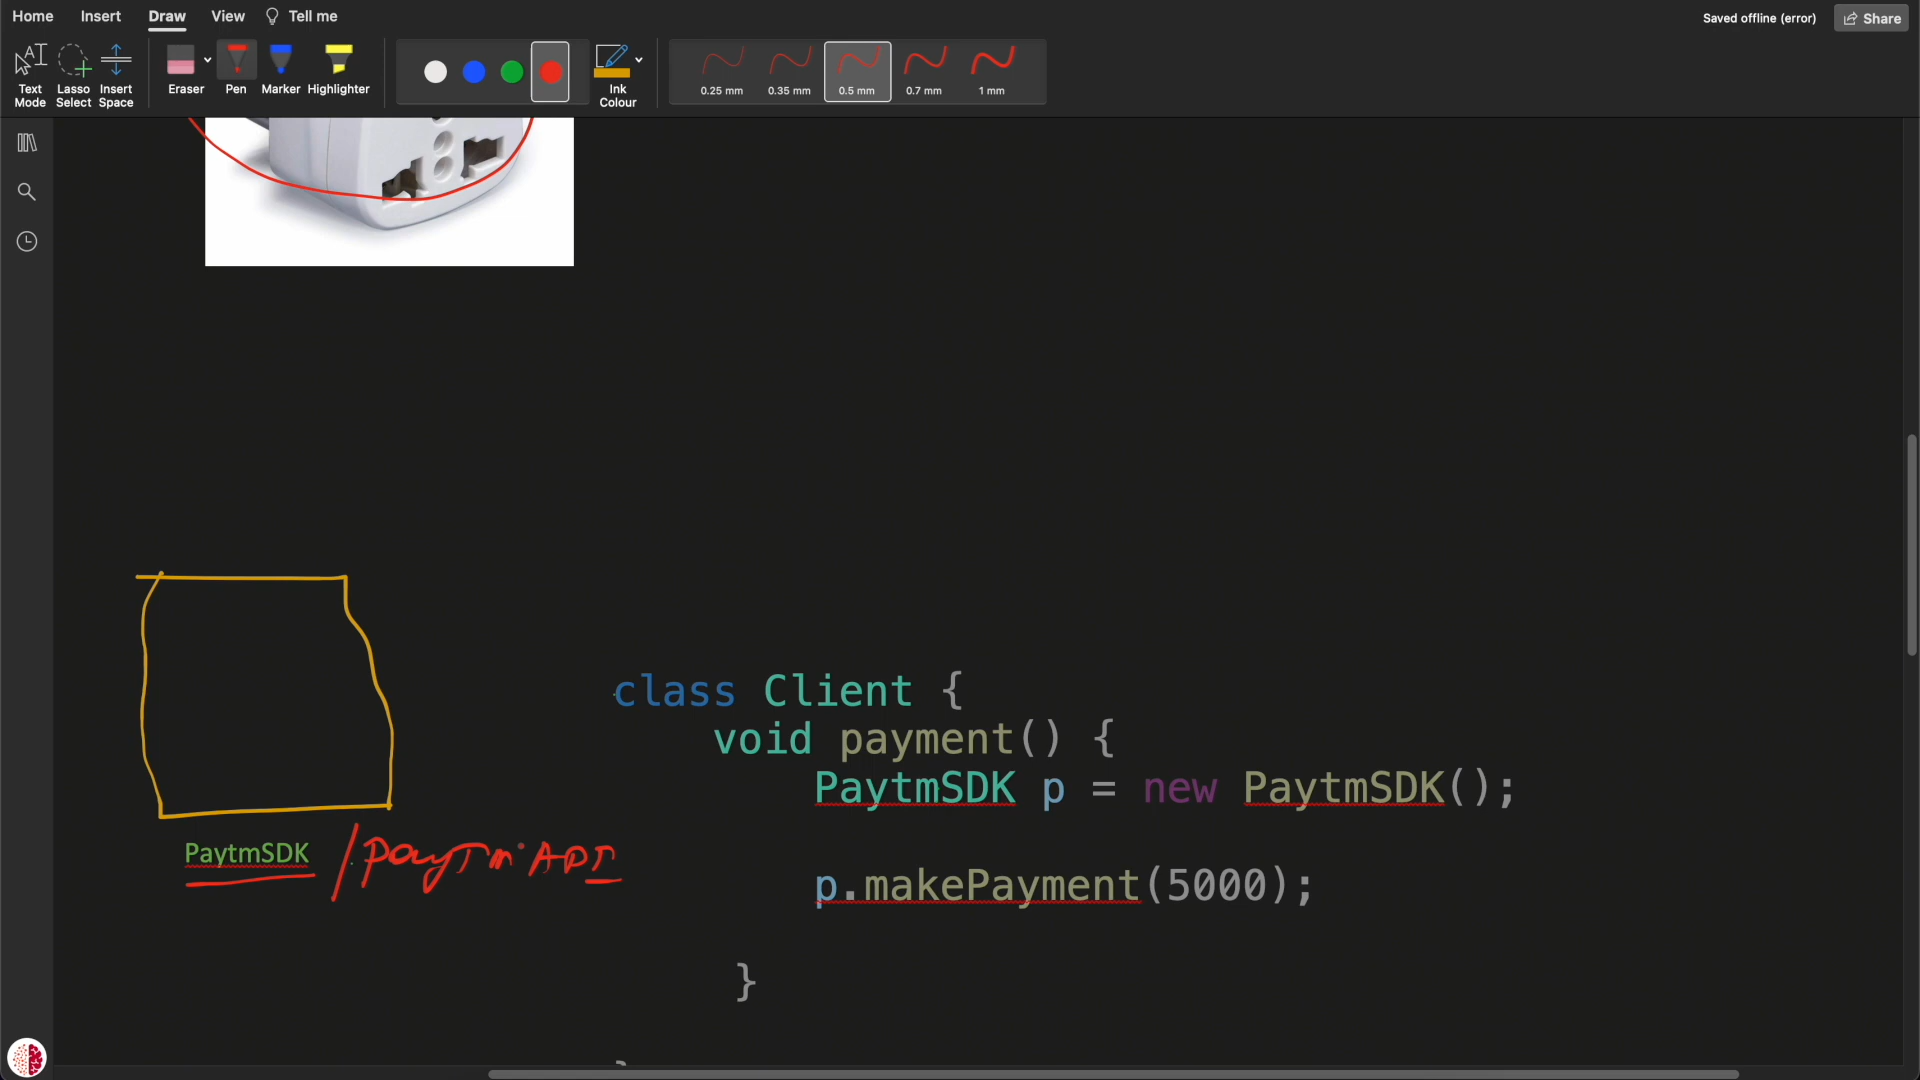 Home Insert Draw View Tell me
Saved offline (error) Share
Text Mode
Lasso Select
Insert Space
Eraser
Pen
Marker
Highlighter
Ink Colour
0.25 mm
0.35 mm
0.5 mm
0.7 mm
1 mm
class Client {
void payment() {
PaytmSDK p = new PaytmSDK();
PaytmSDK / Paytm API
p.makePayment(5000);
}